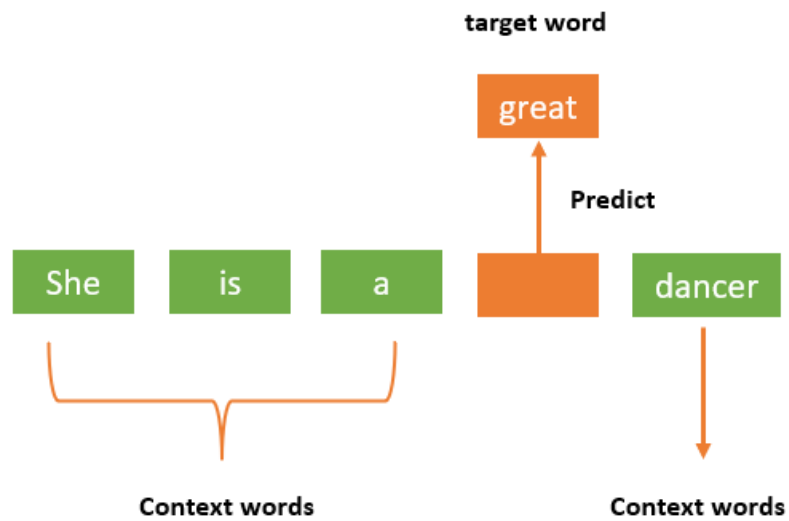 target word
great
Predict
She is a dancer
Context words Context words